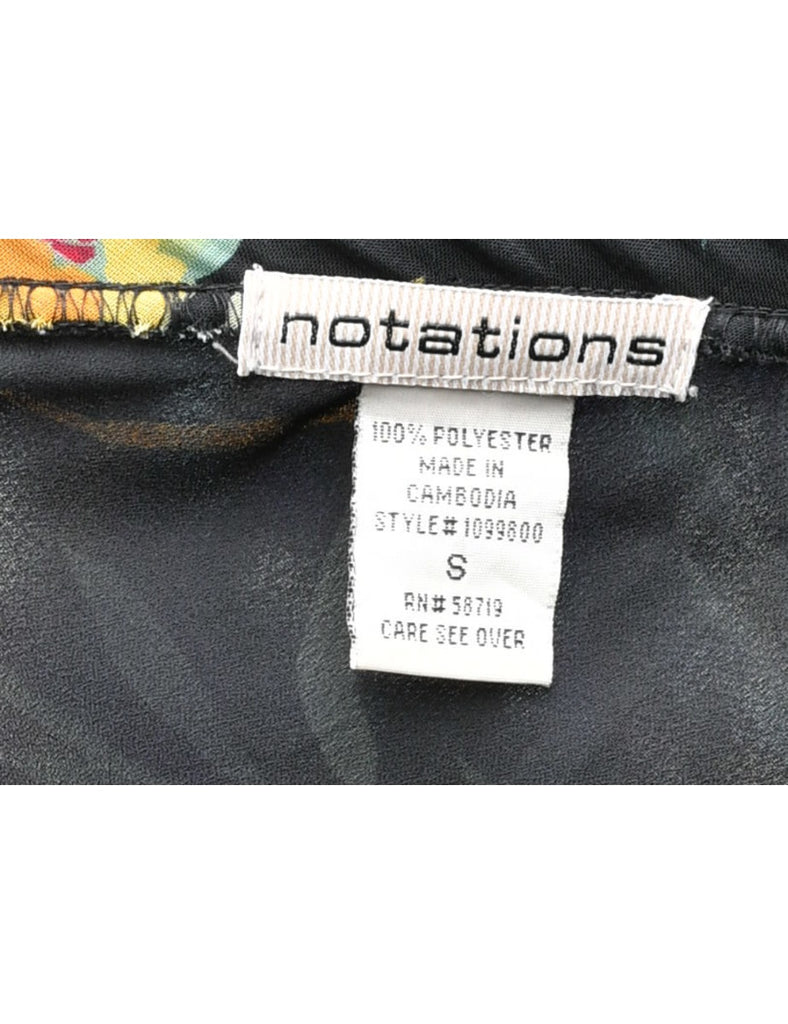 notations
100% POLYESTER
MADE IN
CAMBODIA
STYLE# 1099800
S
RN# 58719
CARE SEE OVER